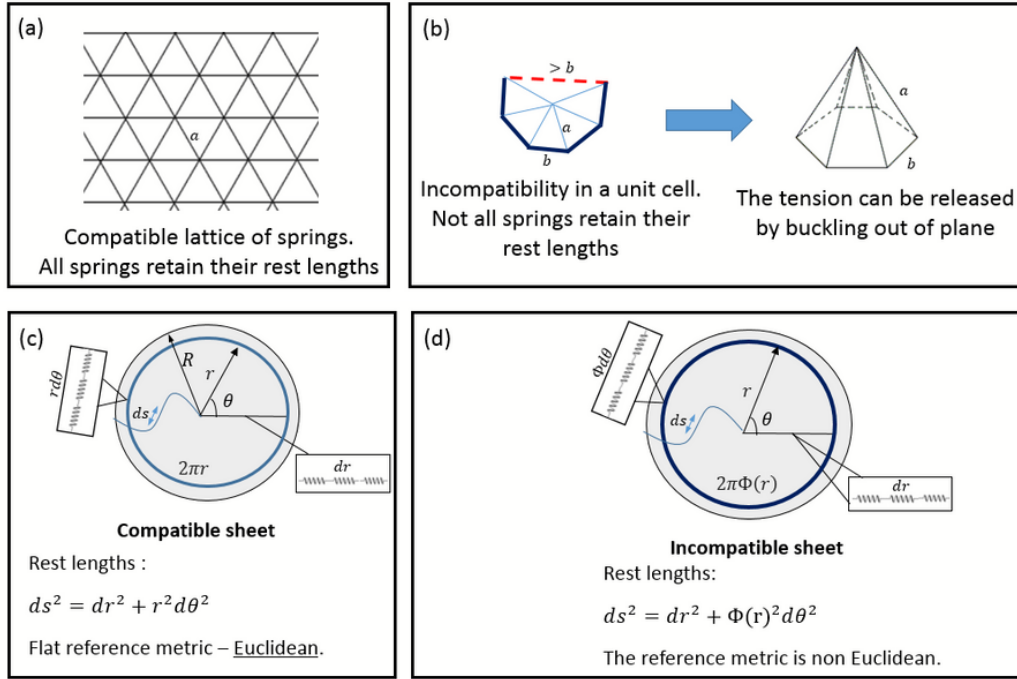 (a)
a
Compatible lattice of springs.
All springs retain their rest lengths
(b)
> b
a
b
Incompatibility in a unit cell.
Not all springs retain their
rest lengths
a
b
The tension can be released
by buckling out of plane
(c)
rdθ
R
r
θ
ds
2πr
dr
Compatible sheet
Rest lengths :
ds² = dr² + r²dθ²
Flat reference metric – Euclidean.
(d)
Φdθ
r
θ
ds
2πΦ(r)
dr
Incompatible sheet
Rest lengths:
ds² = dr² + Φ(r)²dθ²
The reference metric is non Euclidean.